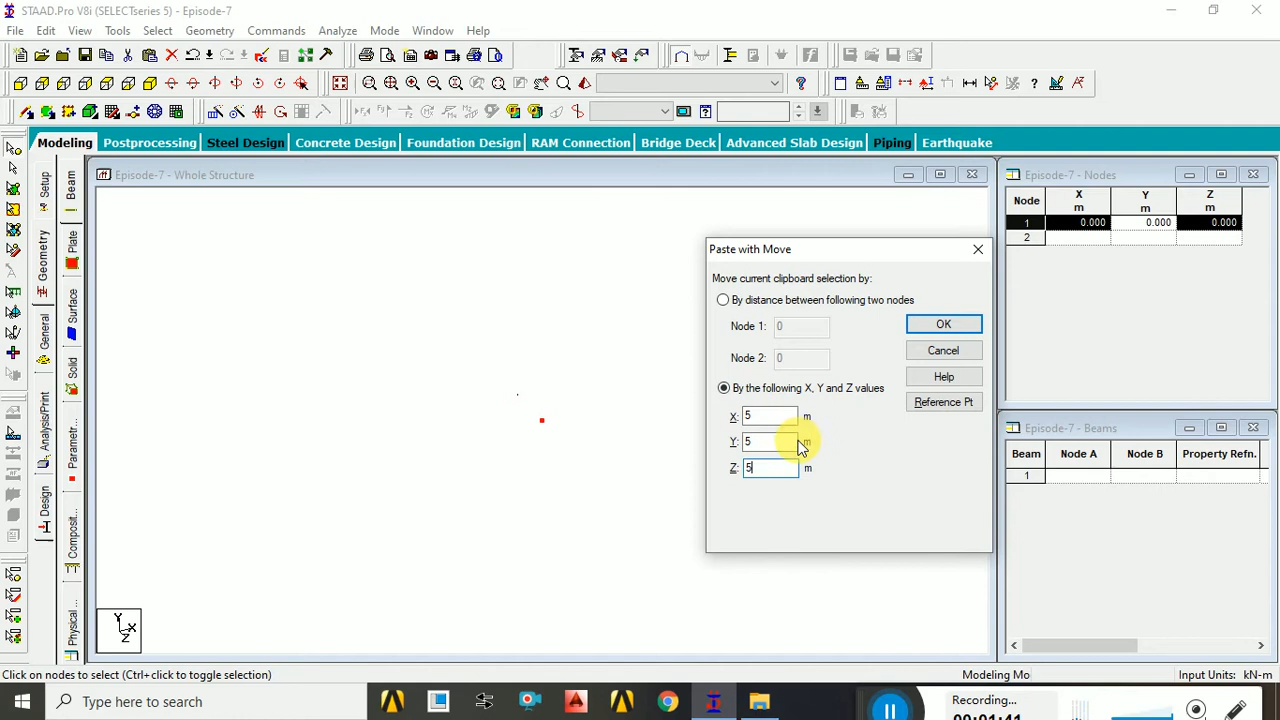 STAAD.Pro V8i (SELECTseries 5) - Episode-7
File Edit View Tools Select Geometry Commands Analyze Mode Window Help
Modeling Postprocessing Steel Design Concrete Design Foundation Design RAM Connection Bridge Deck Advanced Slab Design Piping Earthquake
Setup
Geometry
General
Analysis/Print
Design
Beam
Plate
Surface
Solid
Parametr...
Composit...
Physical...
Episode-7 - Whole Structure
Y
X
Z
Paste with Move
Move current clipboard selection by:
By distance between following two nodes
Node 1: 0
Node 2: 0
By the following X, Y and Z values
X: 5 m
Y: 5 m
Z: 5 m
OK
Cancel
Help
Reference Pt
Episode-7 - Nodes
Node X m Y m Z m
1 0.000 0.000 0.000
2
Episode-7 - Beams
Beam Node A Node B Property Refn.
1
Click on nodes to select (Ctrl+click to toggle selection)
Modeling Mo
Input Units: kN-m
Type here to search
Recording...
00:01:41